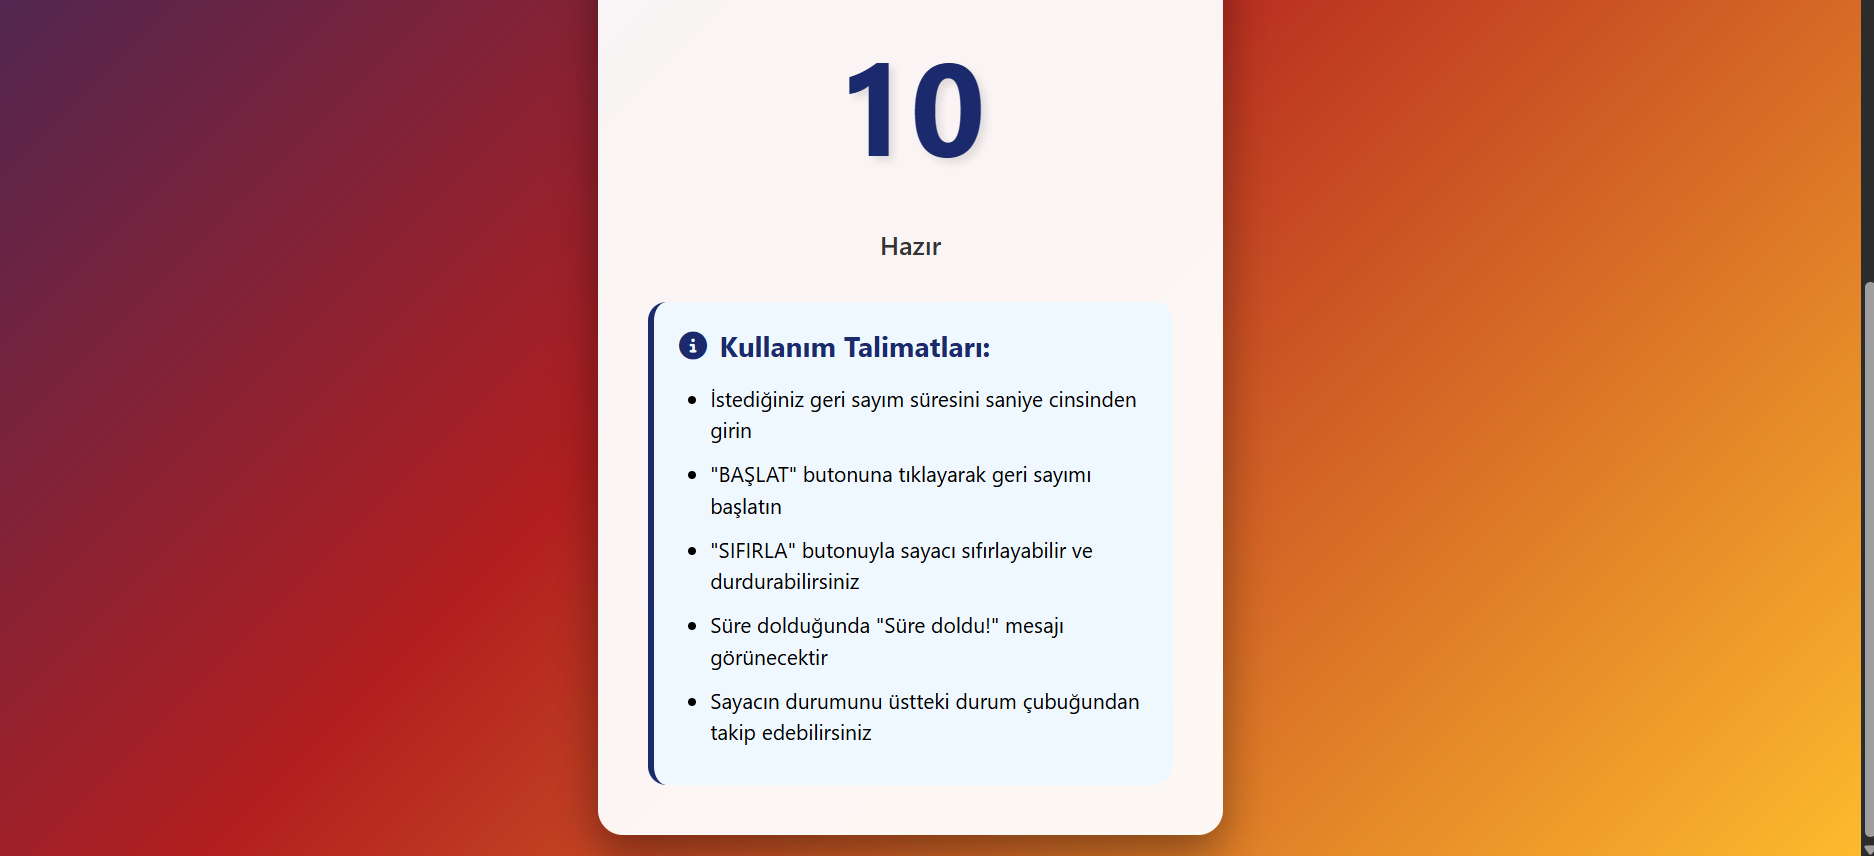 10
Hazır
Kullanım Talimatları:
İstediğiniz geri sayım süresini saniye cinsinden
girin
"BAŞLAT" butonuna tıklayarak geri sayımı
başlatın
"SIFIRLA" butonuyla sayacı sıfırlayabilir ve
durdurabilirsiniz
Süre dolduğunda "Süre doldu!" mesajı
görünecektir
Sayacın durumunu üstteki durum çubuğundan
takip edebilirsiniz